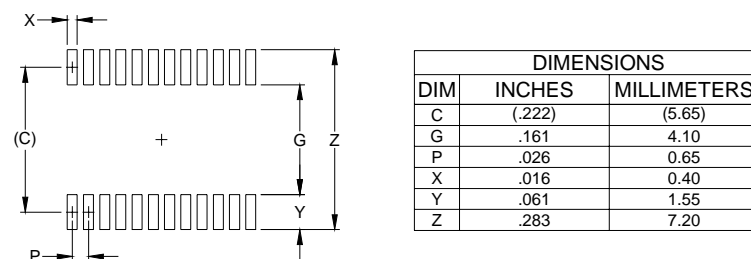 X
(C)
G
Z
Y
P
DIMENSIONS
DIM INCHES MILLIMETERS
C (.222) (5.65)
G .161 4.10
P .026 0.65
X .016 0.40
Y .061 1.55
Z .283 7.20